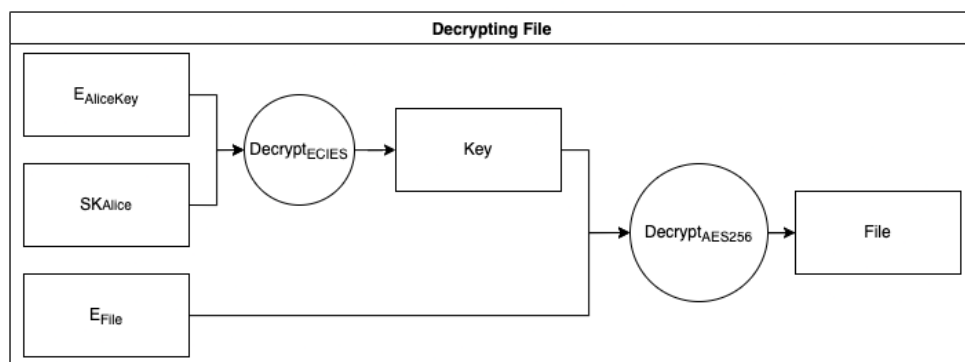 Decrypting File
EAliceKey
SKAlice
EFile
DecryptECIES
Key
DecryptAES256
File